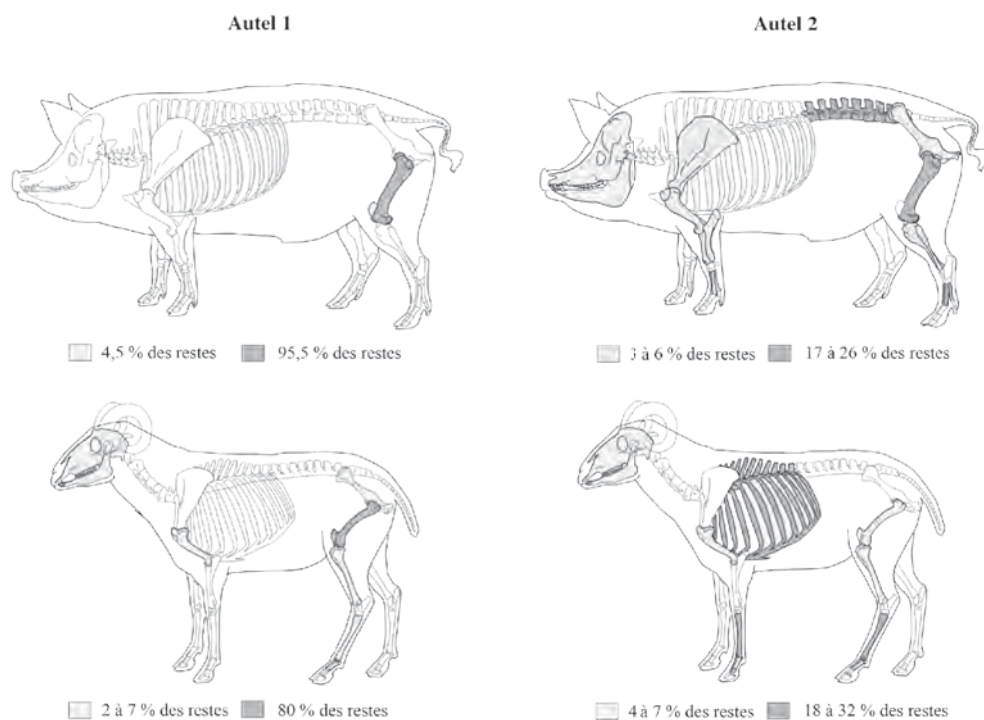 Autel 1
Autel 2
4,5 % des restes 95,5 % des restes
3 à 6 % des restes 17 à 26 % des restes
2 à 7 % des restes 80 % des restes
4 à 7 % des restes 18 à 32 % des restes